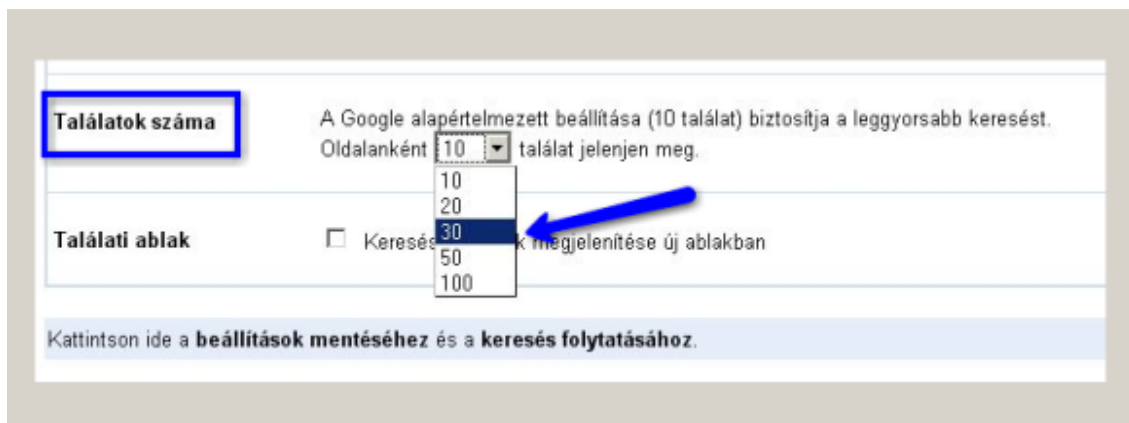 Találatok száma
A Google alapértelmezett beállítása (10 találat) biztosítja a leggyorsabb keresést.
Oldalanként 10 találat jelenjen meg.
10
20
30
50
100
Találati ablak
Keresés k megjelenítése új ablakban
Kattintson ide a beállítások mentéséhez és a keresés folytatásához.